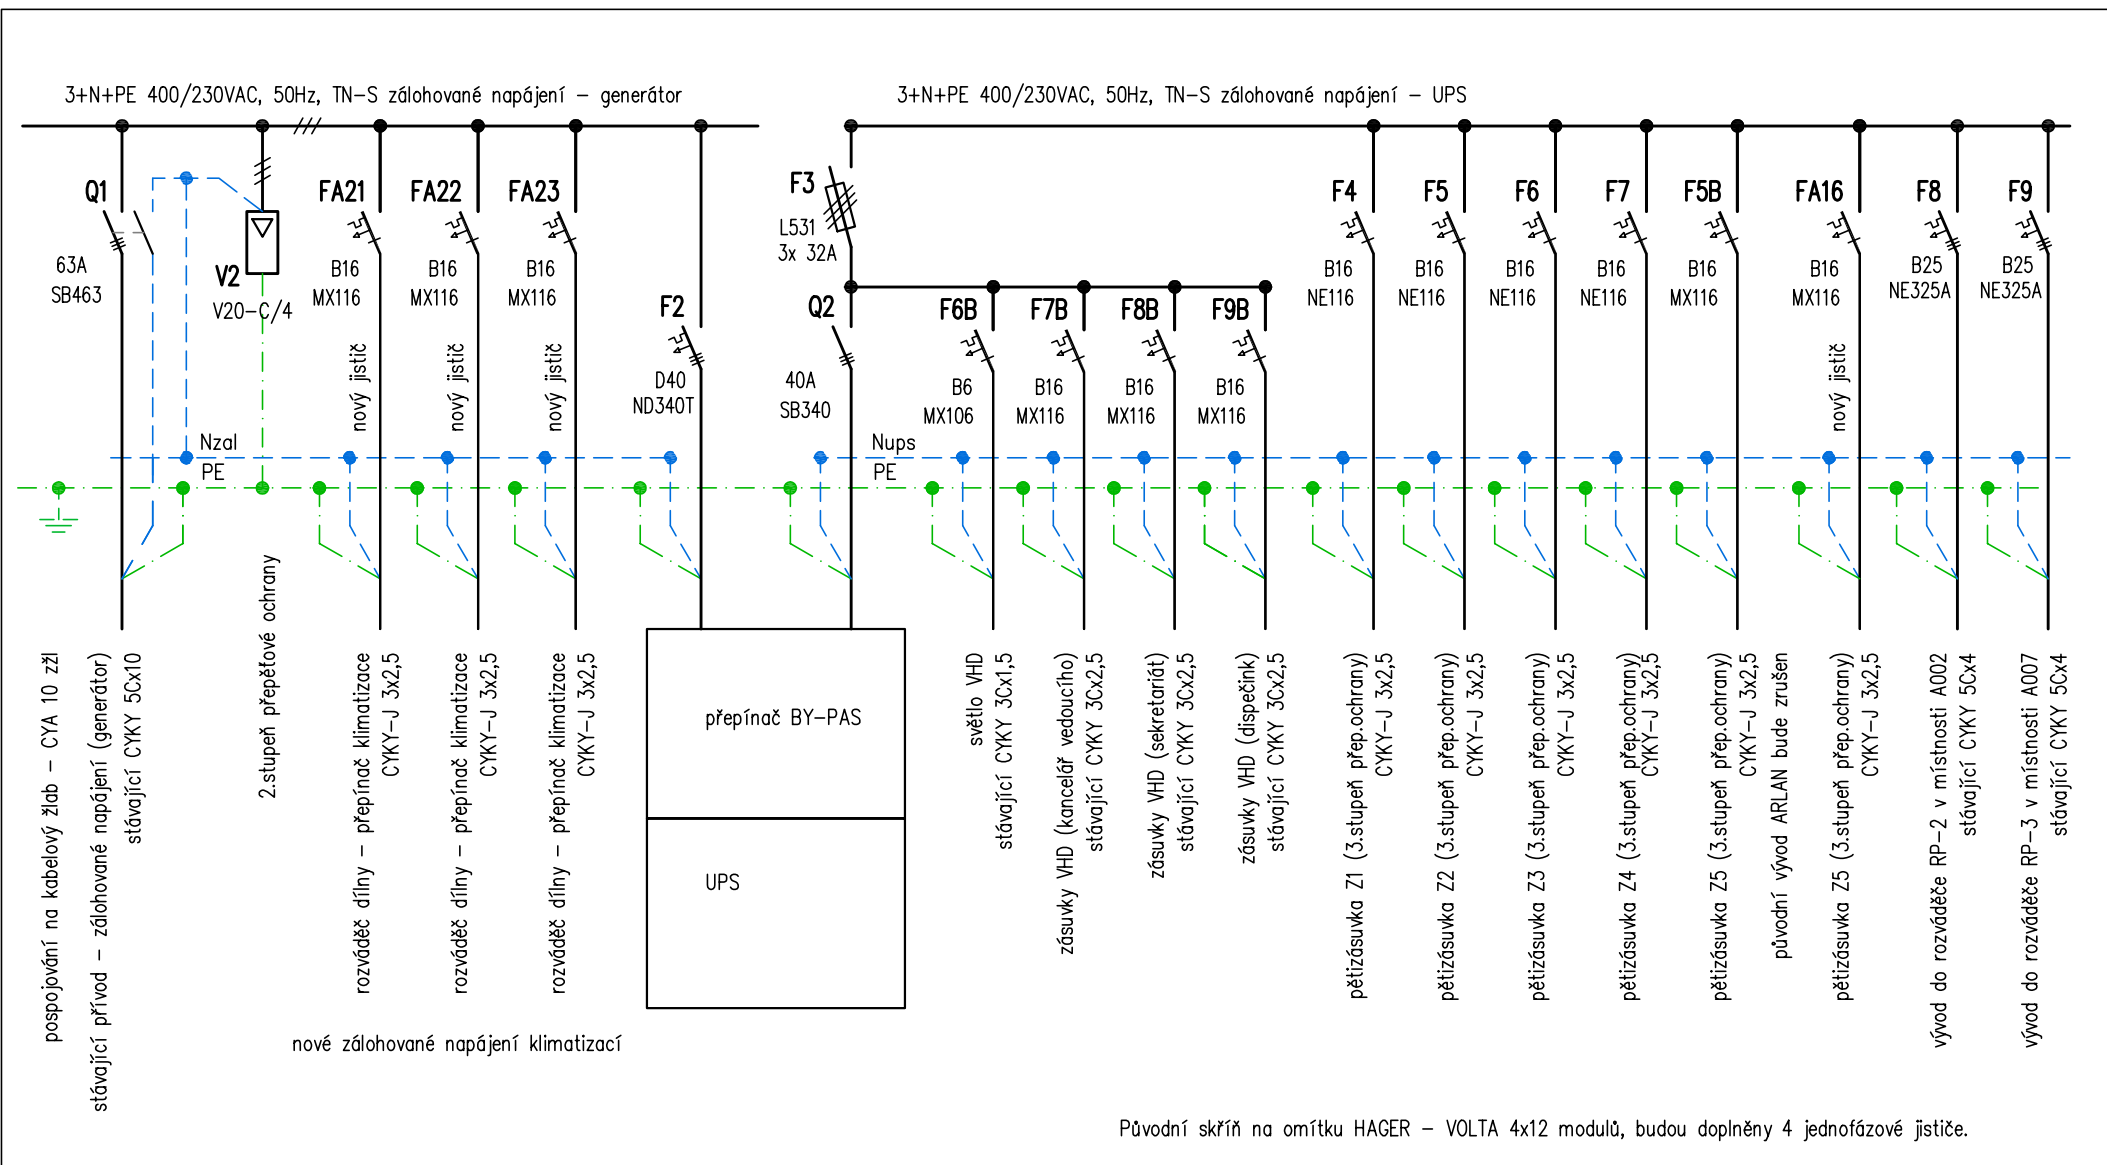 3+N+PE 400/230VAC, 50Hz, TN-S zálohované napájení - generátor
3+N+PE 400/230VAC, 50Hz, TN-S zálohované napájení - UPS
Q1
63A
SB463
V2
V20-C/4
FA21
B16
MX116
nový jistič
FA22
B16
MX116
nový jistič
FA23
B16
MX116
nový jistič
F2
D40
ND340T
F3
L531
3x 32A
Q2
40A
SB340
F6B
B6
MX106
F7B
B16
MX116
F8B
B16
MX116
F9B
B16
MX116
F4
B16
NE116
F5
B16
NE116
F6
B16
NE116
F7
B16
NE116
F5B
B16
MX116
FA16
B16
MX116
nový jistič
F8
B25
NE325A
F9
B25
NE325A
Nzal
PE
Nups
PE
pospojování na kabelový žlab - CYA 10 zžl
stávající přívod - zálohované napájení (generátor)
stávající CYKY 5Cx10
2.stupeň přepěťové ochrany
rozváděč dílny - přepínač klimatizace
CYKY-J 3x2,5
rozváděč dílny - přepínač klimatizace
CYKY-J 3x2,5
rozváděč dílny - přepínač klimatizace
CYKY-J 3x2,5
přepínač BY-PAS
UPS
světlo VHD
stávající CYKY 3Cx1,5
zásuvky VHD (kancelář vedoucího)
stávající CYKY 3Cx2,5
zásuvky VHD (sekretariát)
stávající CYKY 3Cx2,5
zásuvky VHD (dispečink)
stávající CYKY 3Cx2,5
pětizásuvka Z1 (3.stupeň přep.ochrany)
CYKY-J 3x2,5
pětizásuvka Z2 (3.stupeň přep.ochrany)
CYKY-J 3x2,5
pětizásuvka Z3 (3.stupeň přep.ochrany)
CYKY-J 3x2,5
pětizásuvka Z4 (3.stupeň přep.ochrany)
CYKY-J 3x2,5
pětizásuvka Z5 (3.stupeň přep.ochrany)
CYKY-J 3x2,5
původní vývod ARLAN bude zrušen
pětizásuvka Z5 (3.stupeň přep.ochrany)
CYKY-J 3x2,5
vývod do rozváděče RP-2 v místnosti A002
stávající CYKY 5Cx4
vývod do rozváděče RP-3 v místnosti A007
stávající CYKY 5Cx4
nové zálohované napájení klimatizací
Původní skříň na omítku HAGER - VOLTA 4x12 modulů, budou doplněny 4 jednofázové jističe.